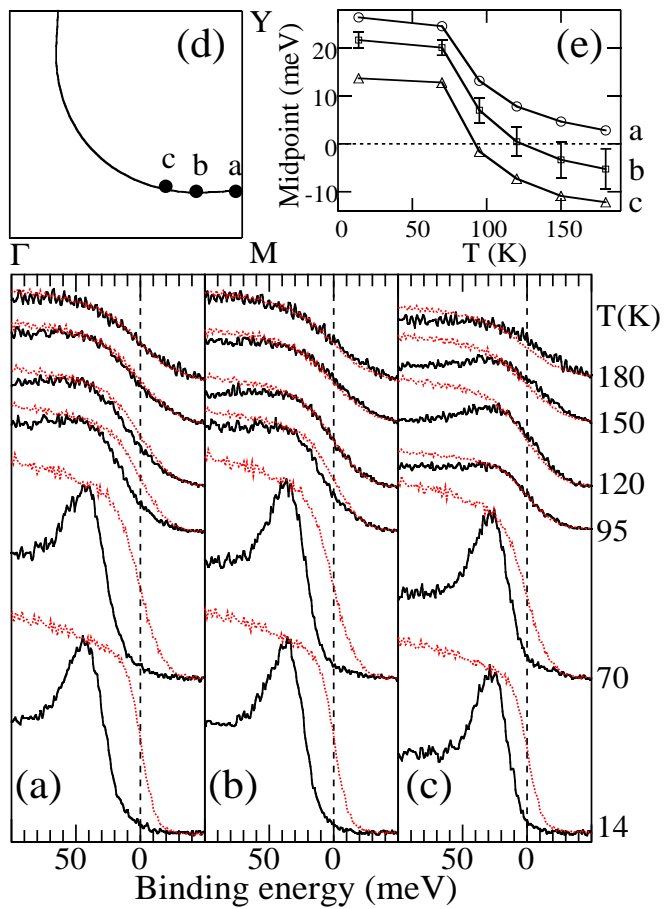 (d)
Y
c b a
Γ
M
(e)
Midpoint (meV)
20
10
0
-10
a
b
c
0 50 100 150
T (K)
T(K)
180
150
120
95
70
14
(a) (b) (c)
50 0 50 0 50 0
Binding energy (meV)